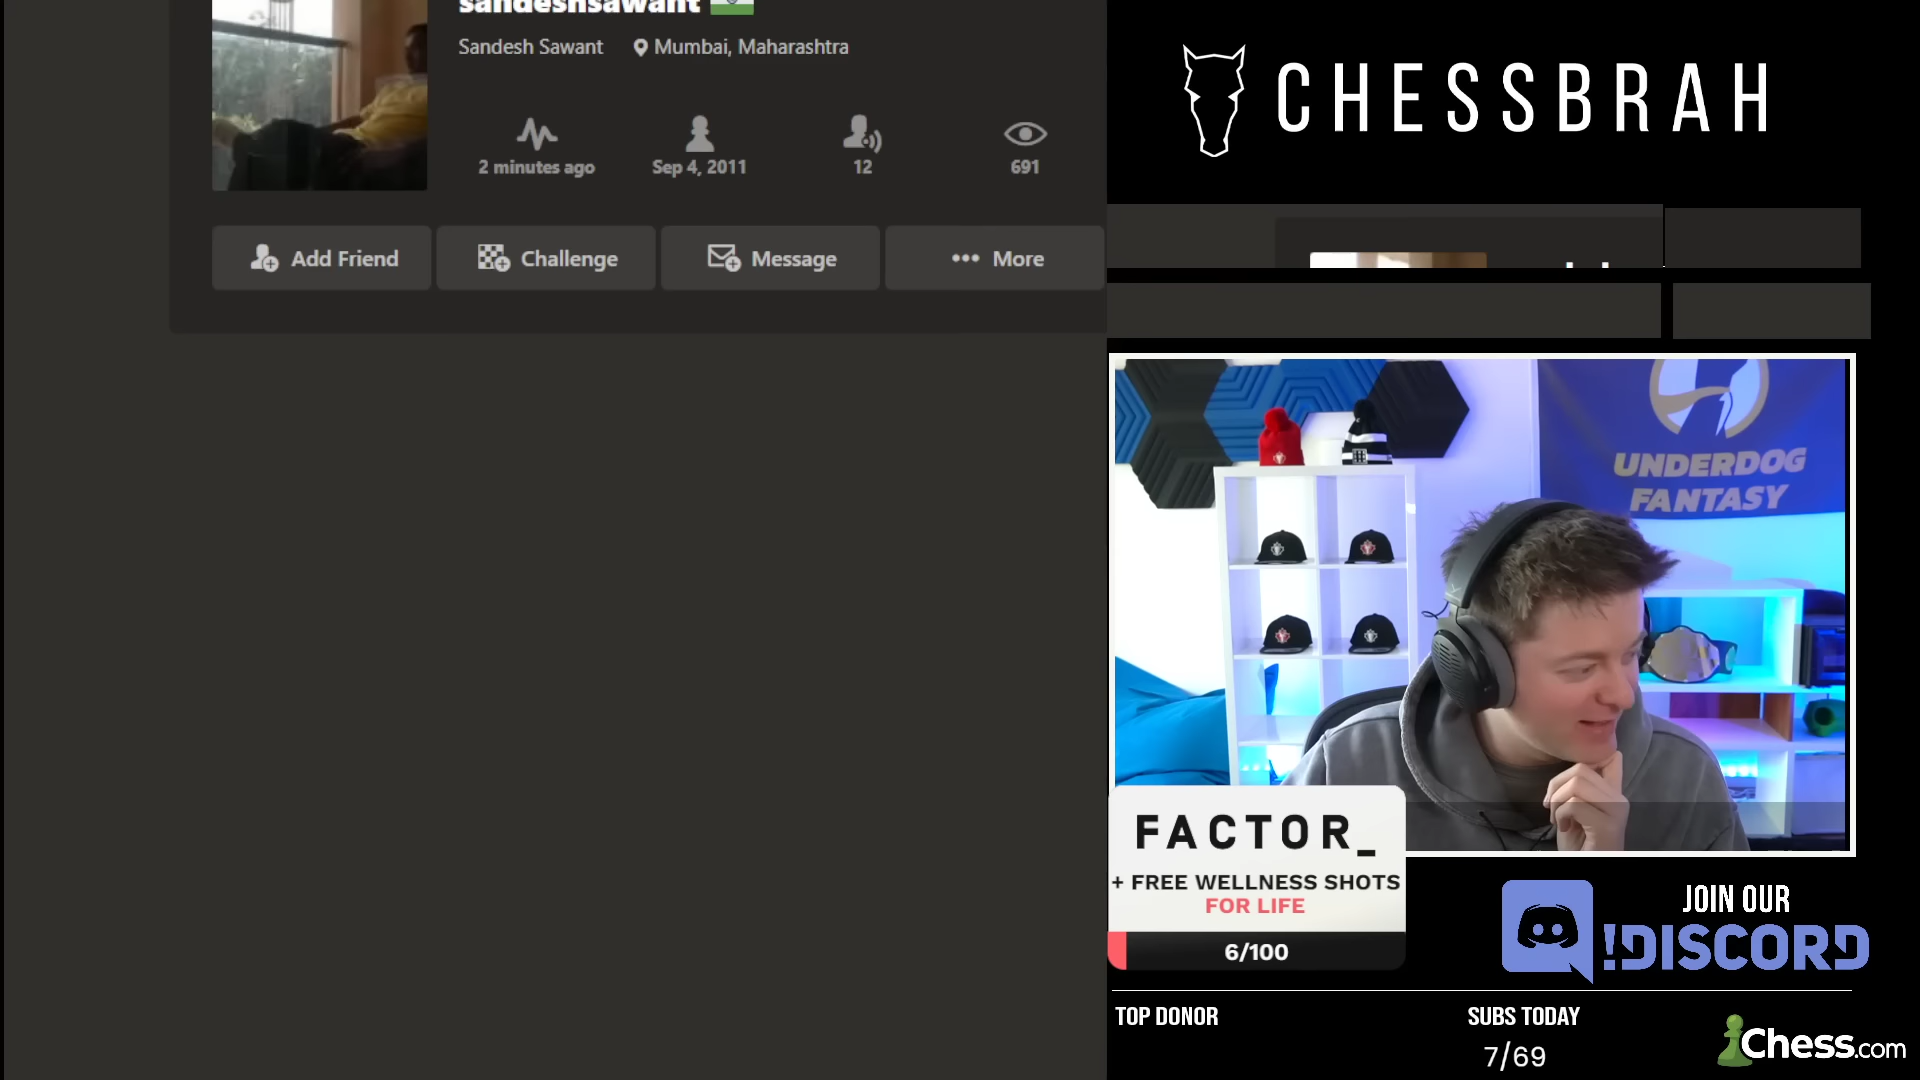 sandeshsawant
Sandesh Sawant
Mumbai, Maharashtra
2 minutes ago
Sep 4, 2011
12
691
Add Friend
Challenge
Message
More
CHESSBRAH
UNDERDOG
FANTASY
FACTOR_
+ FREE WELLNESS SHOTS
FOR LIFE
6/100
JOIN OUR
!DISCORD
TOP DONOR
SUBS TODAY
7/69
Chess.com